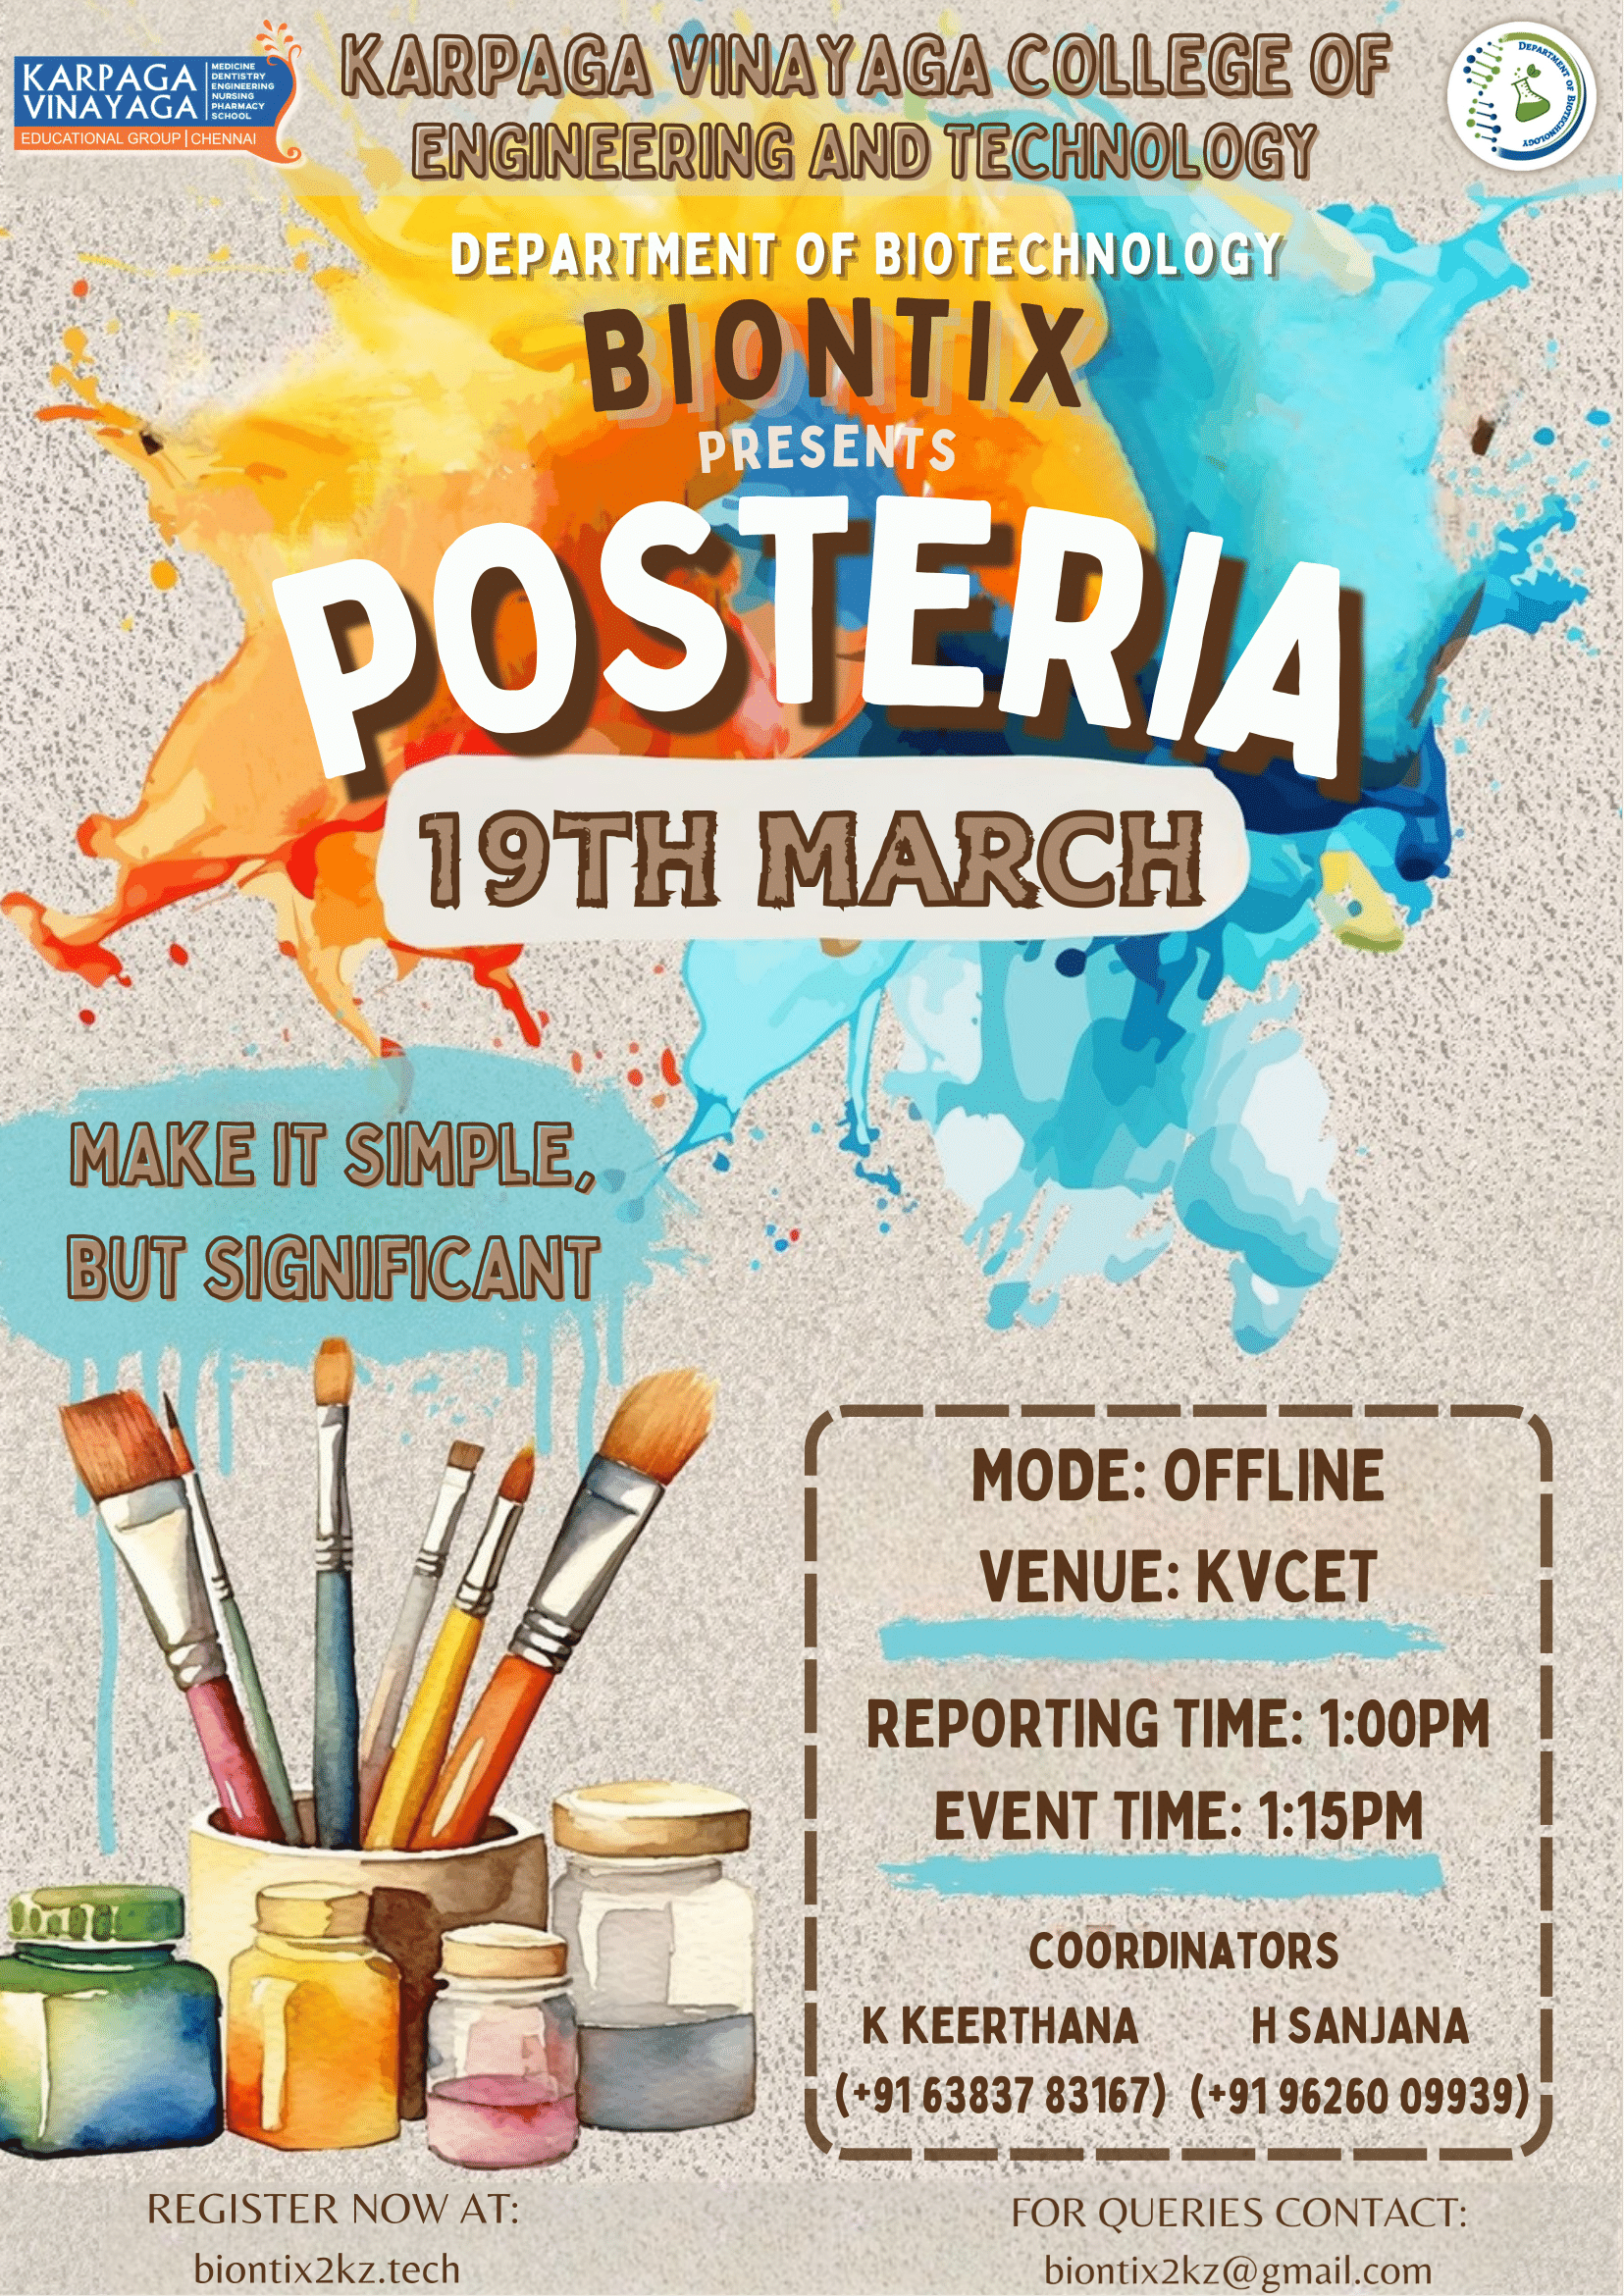 KARPAGA
VINAYAGA
MEDICINE
DENTISTRY
ENGINEERING
NURSING
PHARMACY
SCHOOL
EDUCATIONAL GROUP | CHENNAI
KARPAGA VINAYAGA COLLEGE OF
ENGINEERING AND TECHNOLOGY
DEPARTMENT OF BIOTECHNOLOGY
DEPARTMENT OF BIOTECHNOLOGY
BIONTIX
PRESENTS
POSTERIA
19TH MARCH
MAKE IT SIMPLE,
BUT SIGNIFICANT
MODE: OFFLINE
VENUE: KVCET
REPORTING TIME: 1:00PM
EVENT TIME: 1:15PM
COORDINATORS
K KEERTHANA H SANJANA
(+91 63837 83167) (+91 96260 09939)
REGISTER NOW AT:
biontix2kz.tech
FOR QUERIES CONTACT:
biontix2kz@gmail.com